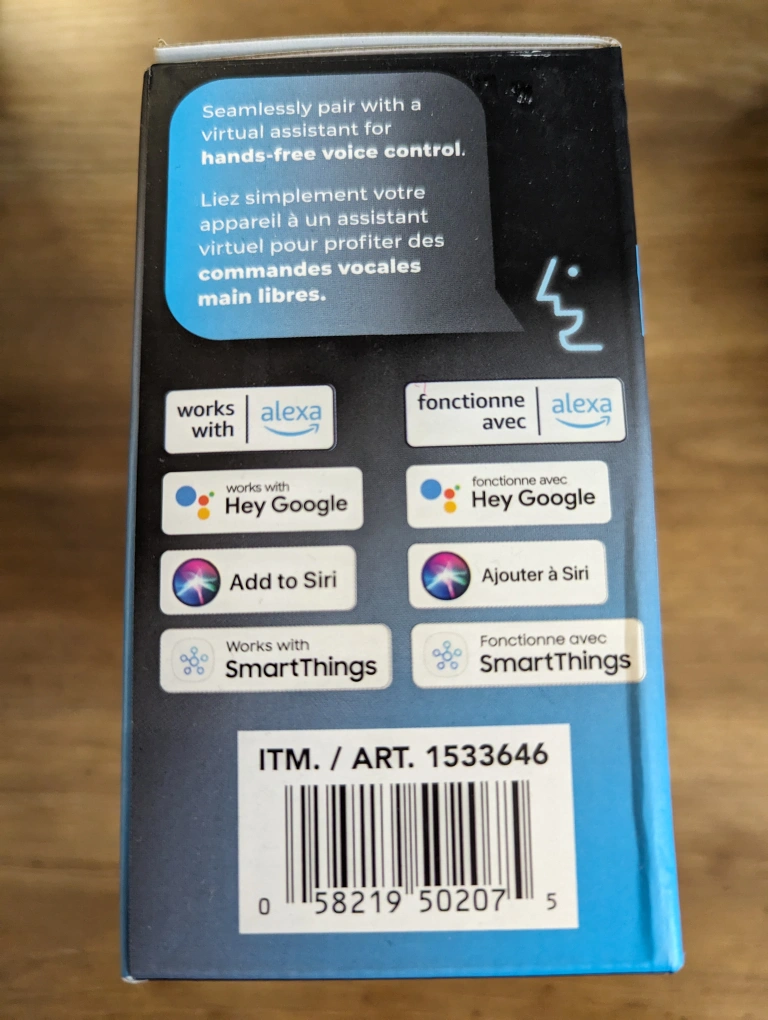 Seamlessly pair with a
virtual assistant for
hands-free voice control.
Liez simplement votre
appareil à un assistant
virtuel pour profiter des
commandes vocales
main libres.
works with | alexa
fonctionne avec | alexa
works with
Hey Google
fonctionne avec
Hey Google
Add to Siri
Ajouter à Siri
Works with
SmartThings
Fonctionne avec
SmartThings
ITM. / ART. 1533646
0 58219 50207 5